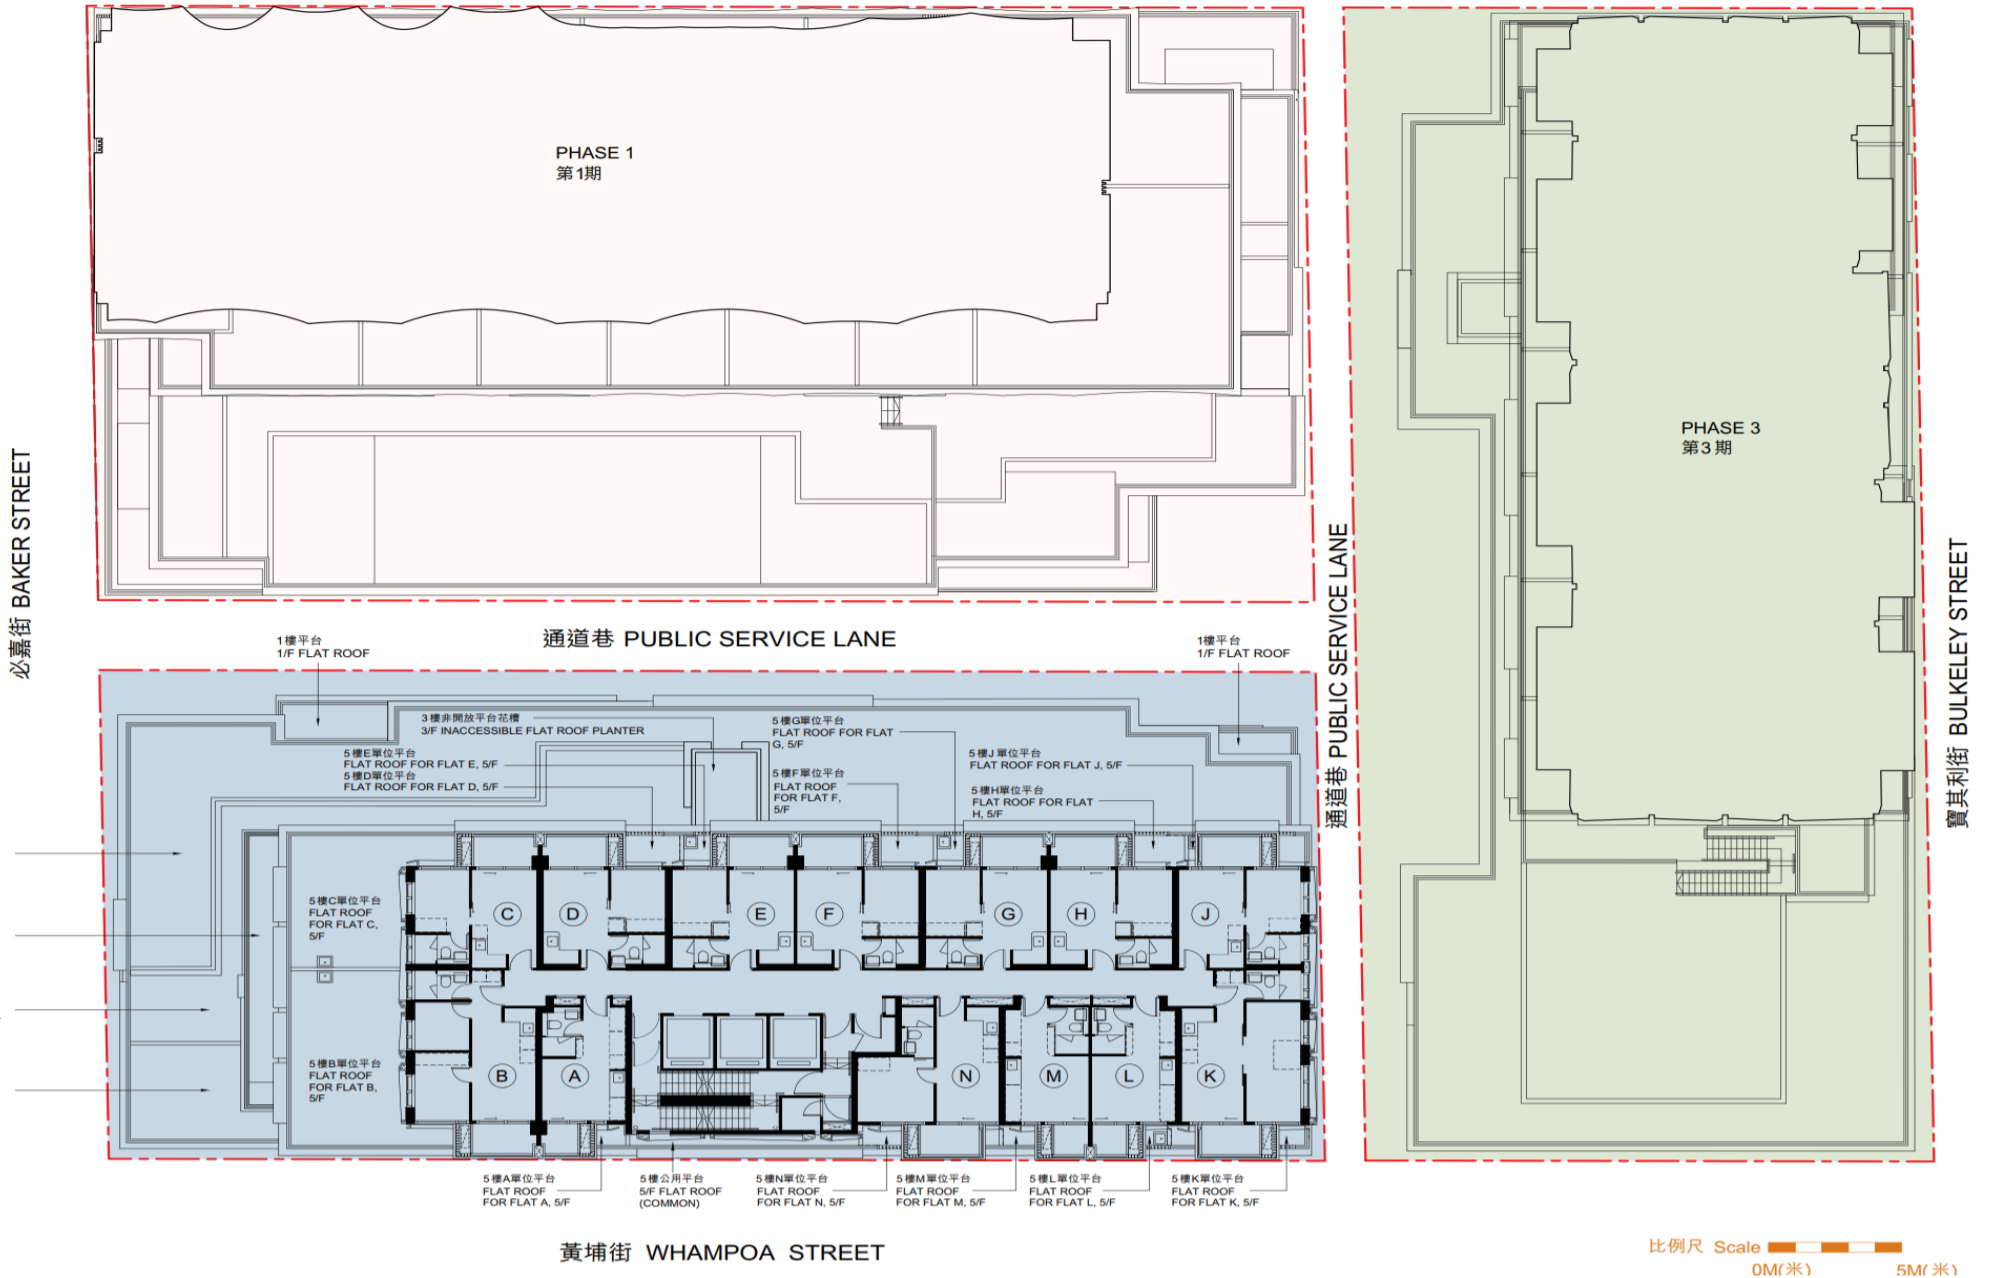 PHASE 1
第1期
PHASE 3
第3期
必嘉街 BAKER STREET
通道巷 PUBLIC SERVICE LANE
通道巷 PUBLIC SERVICE LANE
寶其利街 BULKELEY STREET
1樓平台
1/F FLAT ROOF
1樓平台
1/F FLAT ROOF
3樓非開放平台花槽
3/F INACCESSIBLE FLAT ROOF PLANTER
5樓G單位平台
FLAT ROOF FOR FLAT
G, 5/F
5樓E單位平台
FLAT ROOF FOR FLAT E, 5/F
5樓D單位平台
FLAT ROOF FOR FLAT D, 5/F
5樓F單位平台
FLAT ROOF
FOR FLAT F,
5/F
5樓J單位平台
FLAT ROOF FOR FLAT J, 5/F
5樓H單位平台
FLAT ROOF FOR FLAT
H, 5/F
5樓C單位平台
FLAT ROOF
FOR FLAT C,
5/F
C
D
E
F
G
H
J
5樓B單位平台
FLAT ROOF
FOR FLAT B,
5/F
B
A
N
M
L
K
5樓A單位平台
FLAT ROOF
FOR FLAT A, 5/F
5樓公用平台
5/F FLAT ROOF
(COMMON)
5樓N單位平台
FLAT ROOF
FOR FLAT N, 5/F
5樓M單位平台
FLAT ROOF
FOR FLAT M, 5/F
5樓L單位平台
FLAT ROOF
FOR FLAT L, 5/F
5樓K單位平台
FLAT ROOF
FOR FLAT K, 5/F
黃埔街 WHAMPOA STREET
比例尺 Scale
0M(米)
5M(米)